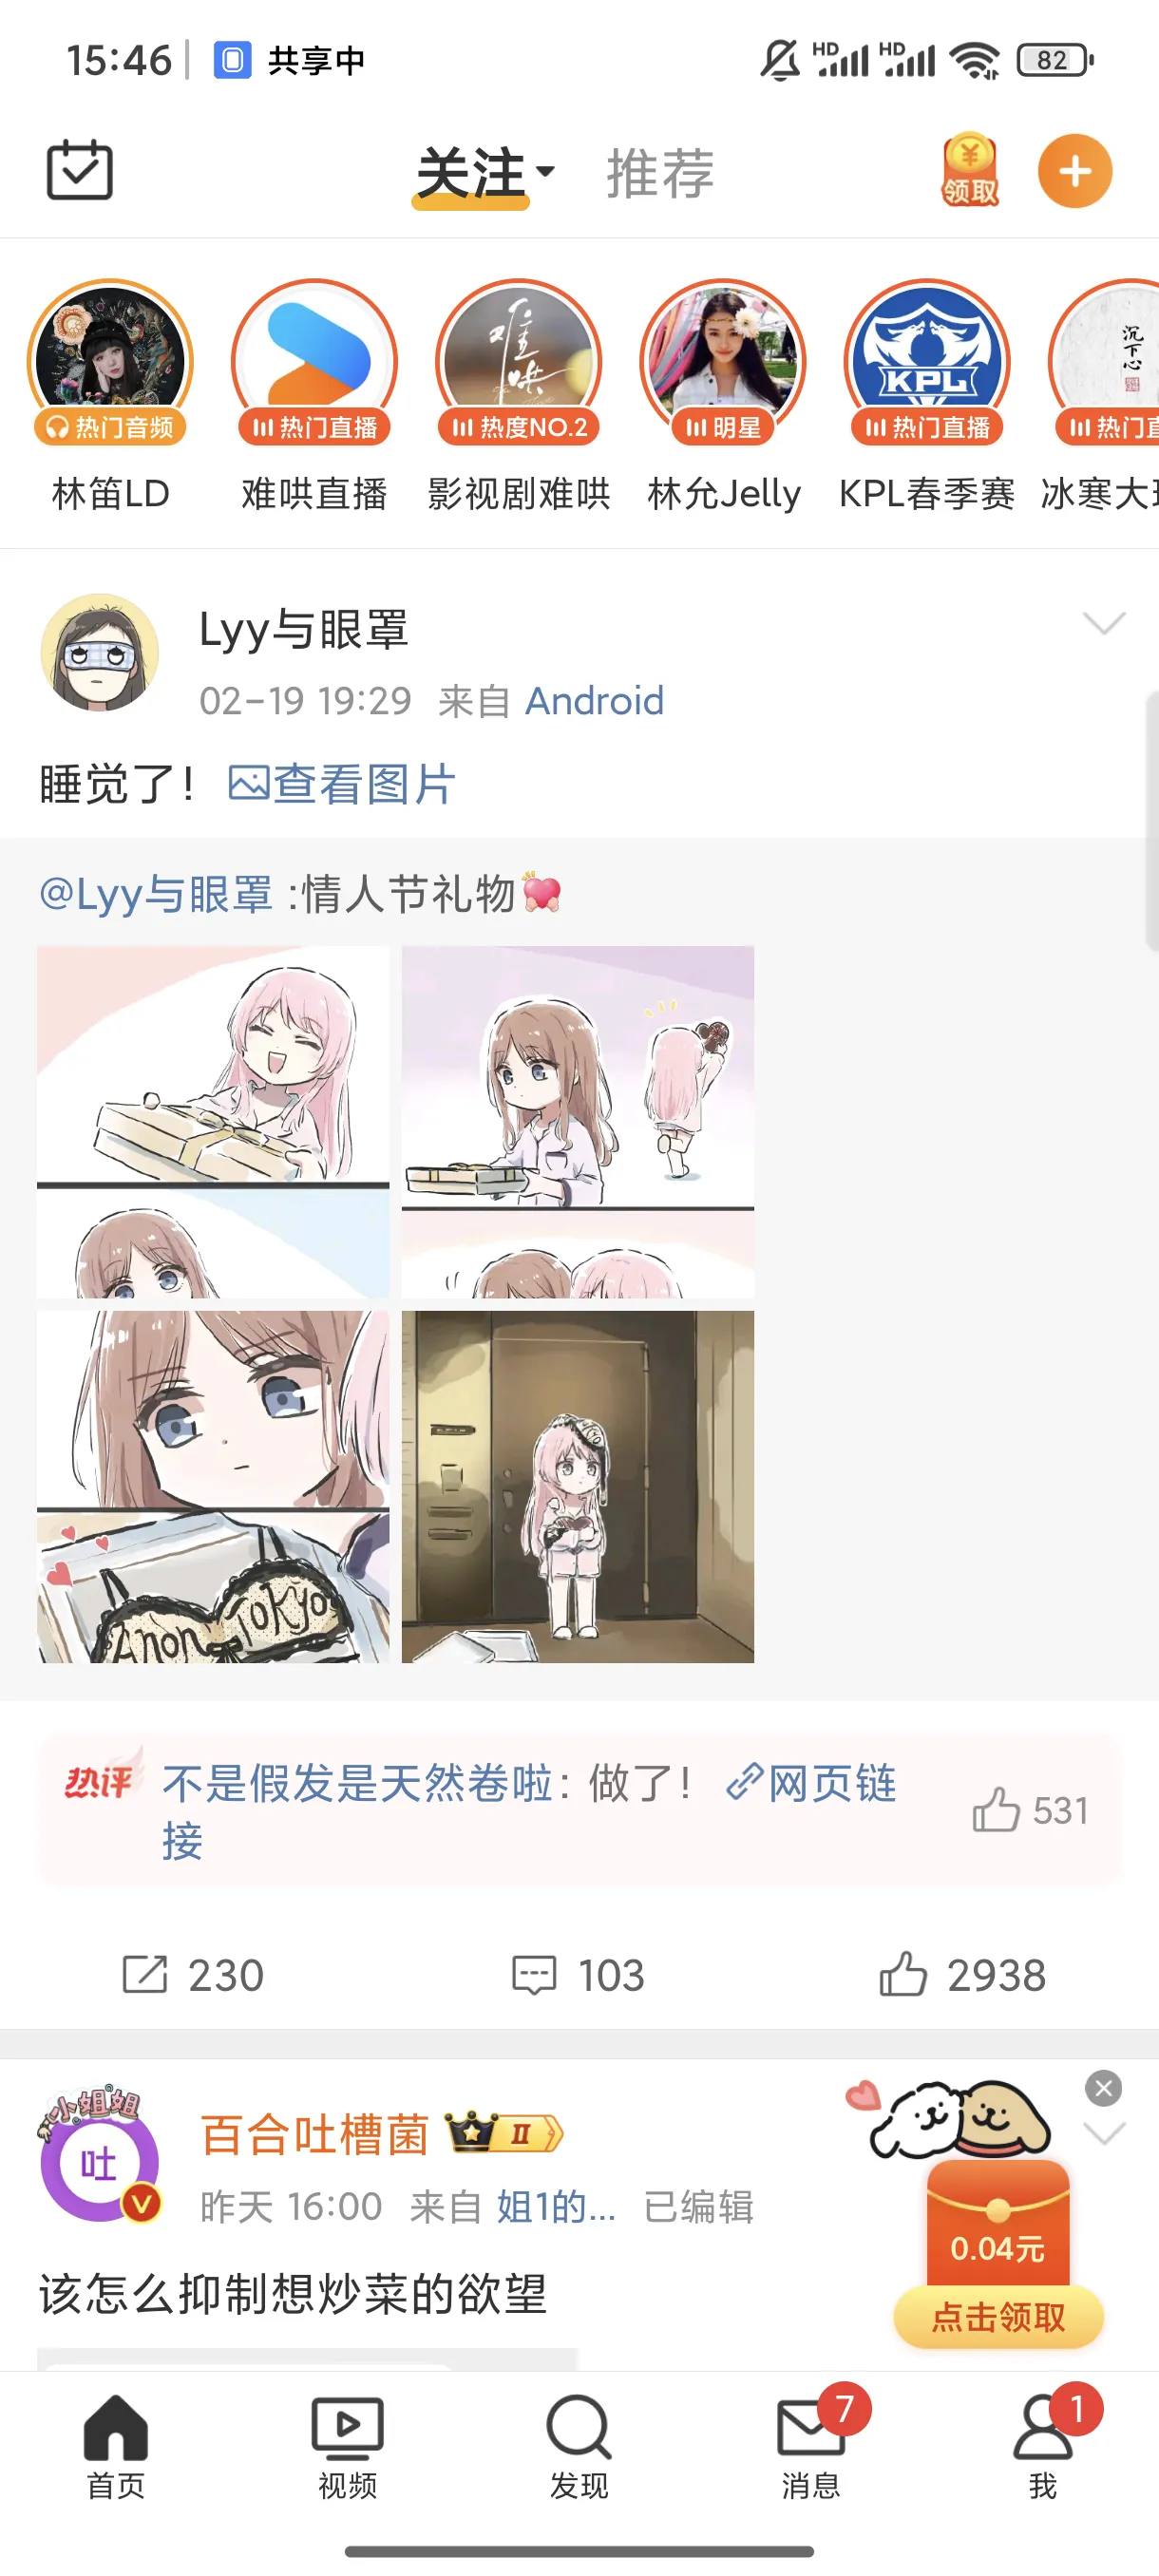 15:46
共享中
HD HD 82
关注 推荐
¥
领取
难哄
KPL
沉下心
热门音频 热门直播 热度NO.2 明星 热门直播 热门直
林笛LD 难哄直播 影视剧难哄 林允Jelly KPL春季赛 冰寒大班
Lyy与眼罩
02-19 19:29 来自 Android
睡觉了! 查看图片
@Lyy与眼罩 :情人节礼物
Anon TOKYO
热评 不是假发是天然卷啦: 做了! 网页链
接
531
230 103 2938
小姐姐
吐
V
百合吐槽菌 II
昨天 16:00 来自 姐1的... 已编辑
0.04元
点击领取
该怎么抑制想炒菜的欲望
7 1
首页 视频 发现 消息 我